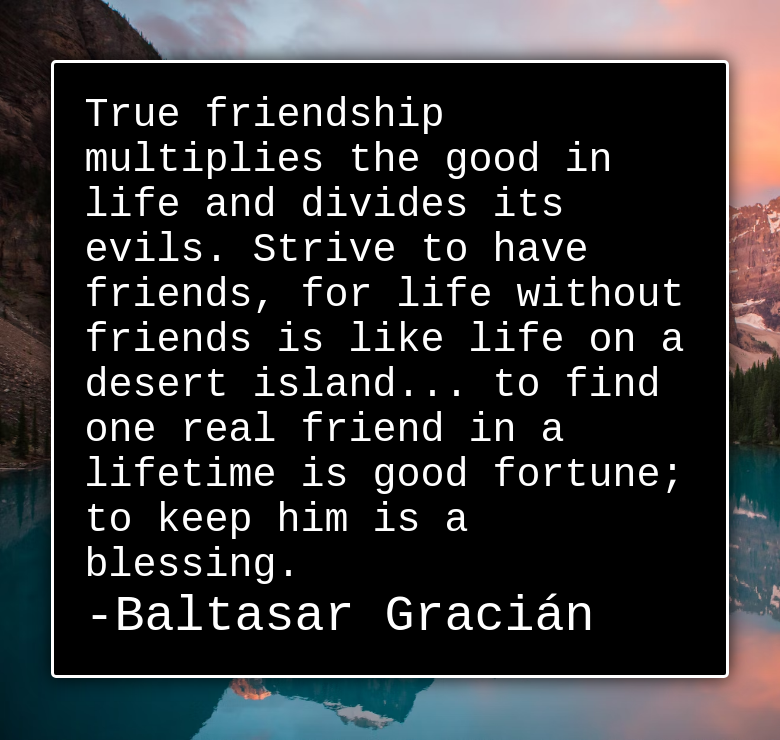 True friendship
multiplies the good in
life and divides its
evils. Strive to have
friends, for life without
friends is like life on a
desert island... to find
one real friend in a
lifetime is good fortune;
to keep him is a
blessing.
-Baltasar Gracián